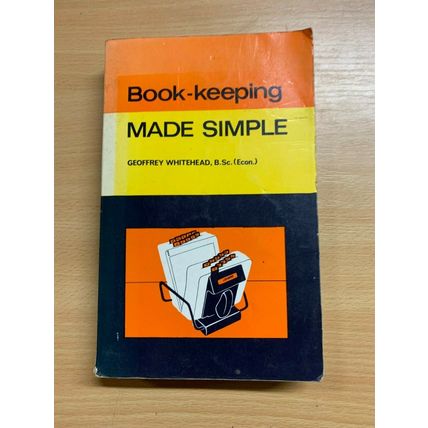 Book-keeping
MADE SIMPLE
GEOFFREY WHITEHEAD, B.Sc. (Econ.)